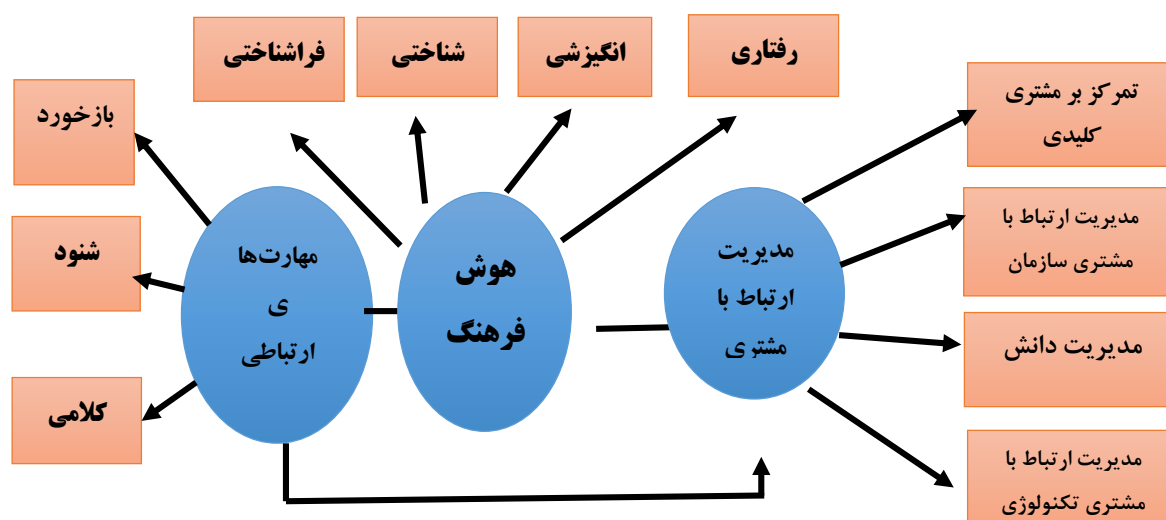 رفتاری
انگیزشی
شناختی
فراشناختی
تمرکز بر مشتری
کلیدی
بازخورد
مدیریت ارتباط با
مشتری سازمان
شنود
مهارت‌ها
ی
ارتباطی
هوش
فرهنگ
مدیریت
ارتباط با
مشتری
مدیریت دانش
کلامی
مدیریت ارتباط با
مشتری تکنولوژی